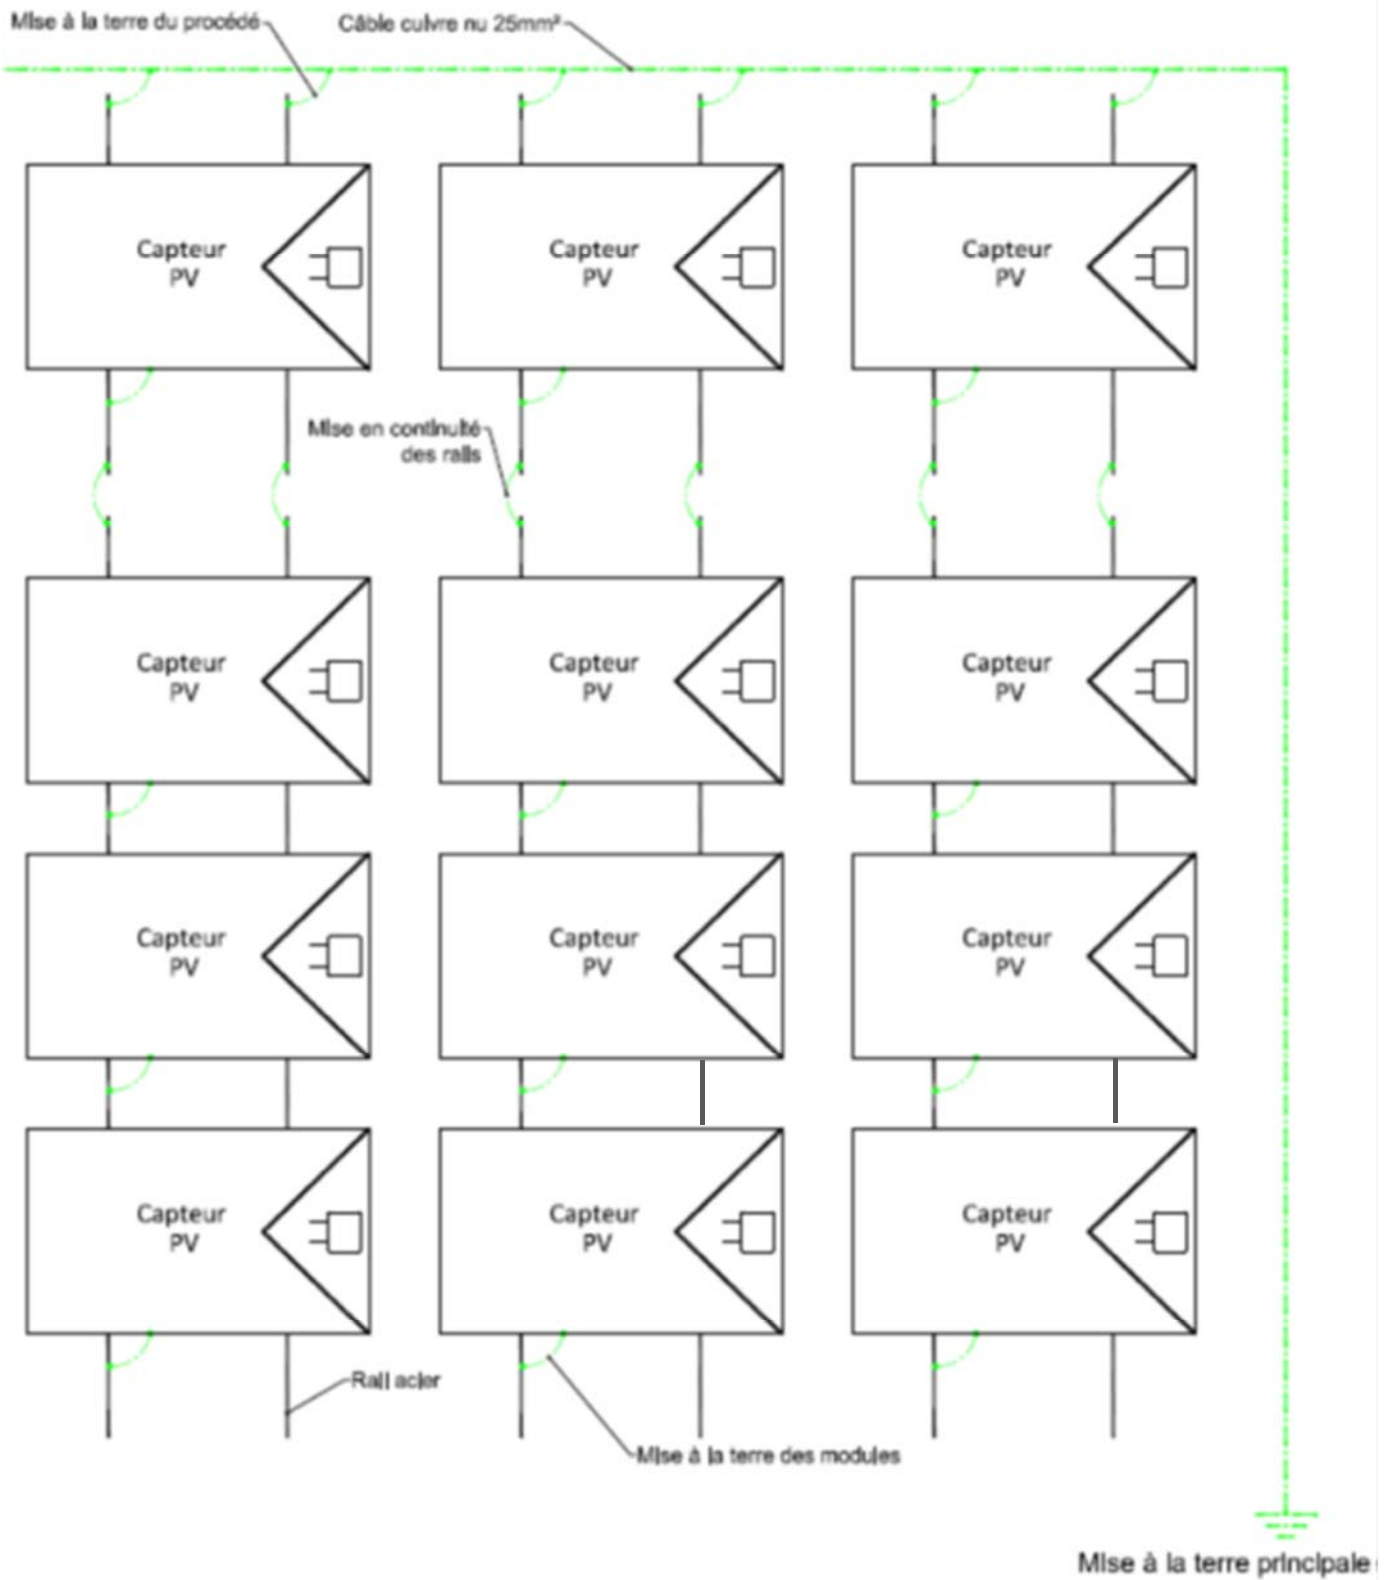 Mise à la terre du procédé
Câble cuivre nu 25mm²
Capteur
PV
Capteur
PV
Capteur
PV
Mise en continuité
des rails
Capteur
PV
Capteur
PV
Capteur
PV
Capteur
PV
Capteur
PV
Capteur
PV
Capteur
PV
Capteur
PV
Capteur
PV
Rail acier
Mise à la terre des modules
Mise à la terre principale